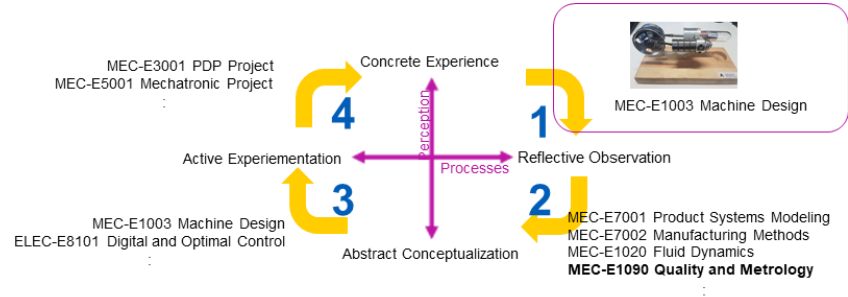 MEC-E3001 PDP Project
MEC-E5001 Mechatronic Project
:
Concrete Experience
MEC-E1003 Machine Design
4
1
Perception
Active Experiementation
Processes
Reflective Observation
3
2
MEC-E1003 Machine Design
ELEC-E8101 Digital and Optimal Control
:
Abstract Conceptualization
MEC-E7001 Product Systems Modeling
MEC-E7002 Manufacturing Methods
MEC-E1020 Fluid Dynamics
MEC-E1090 Quality and Metrology
: